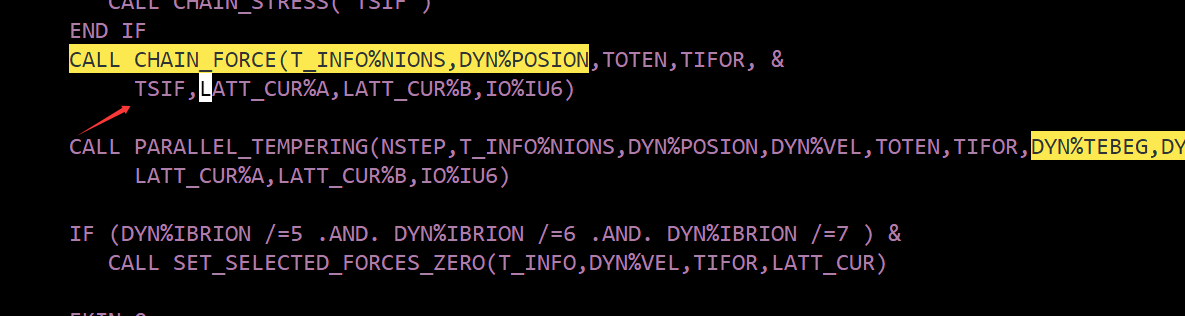 CALL CHAIN_STRESS( TSIF )
END IF
CALL CHAIN_FORCE(T_INFO%NIONS,DYN%POSION,TOTEN,TIFOR, &
TSIF,LATT_CUR%A,LATT_CUR%B,IO%IU6)
CALL PARALLEL_TEMPERING(NSTEP,T_INFO%NIONS,DYN%POSION,DYN%VEL,TOTEN,TIFOR,DYN%TEBEG,DY
LATT_CUR%A,LATT_CUR%B,IO%IU6)
IF (DYN%IBRION /=5 .AND. DYN%IBRION /=6 .AND. DYN%IBRION /=7 ) &
CALL SET_SELECTED_FORCES_ZERO(T_INFO,DYN%VEL,TIFOR,LATT_CUR)